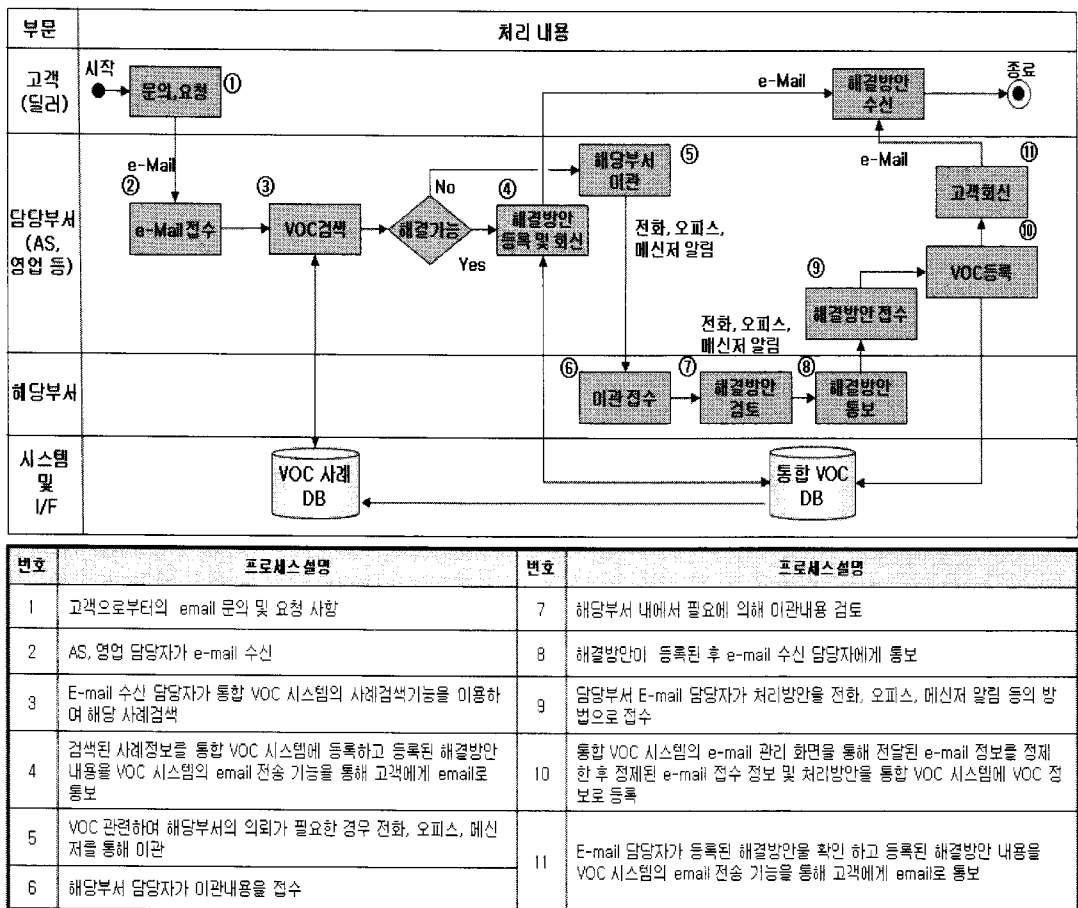 부문
처리 내용
고객
(딜러)
시작
문의,요청
①
e-Mail
해결방안
수신
종료
담당부서
(AS,
영업 등)
e-Mail
②
e-Mail 접수
③
VOC검색
No
해결가능
Yes
④
해결방안
등록 및 회신
해당부서
이관
⑤
전화, 오피스,
메신저 알림
e-Mail
⑪
고객회신
⑩
VOC등록
⑨
해결방안 접수
전화, 오피스,
메신저 알림
해당부서
⑥
이관 접수
⑦
해결방안
검토
⑧
해결방안
통보
시스템
및
I/F
VOC 사례
DB
통합 VOC
DB
번호 프로세스 설명 번호 프로세스 설명
1 고객으로부터의 email 문의 및 요청 사항
7 해당부서 내에서 필요에 의해 이관내용 검토
2 AS, 영업 담당자가 e-mail 수신
8 해결방안이 등록된 후 e-mail 수신 담당자에게 통보
3 E-mail 수신 담당자가 통합 VOC 시스템의 사례검색기능을 이용하
여 해당 사례검색
9 담당부서 E-mail 담당자가 처리방안을 전화, 오피스, 메신저 알림 등의 방
법으로 접수
4 검색된 사례정보를 통합 VOC 시스템에 등록하고 등록된 해결방안
내용을 VOC 시스템의 email 전송 기능을 통해 고객에게 email로
통보
10 통합 VOC 시스템의 e-mail 관리 화면을 통해 전달된 e-mail 정보를 정제
한 후 정제된 e-mail 접수 정보 및 처리방안을 통합 VOC 시스템에 VOC 정
보로 등록
5 VOC 관련하여 해당부서의 의뢰가 필요한 경우 전화, 오피스, 메신
저를 통해 이관
11 E-mail 담당자가 등록된 해결방안을 확인 하고 등록된 해결방안 내용을
VOC 시스템의 email 전송 기능을 통해 고객에게 email로 통보
6 해당부서 담당자가 이관내용을 접수